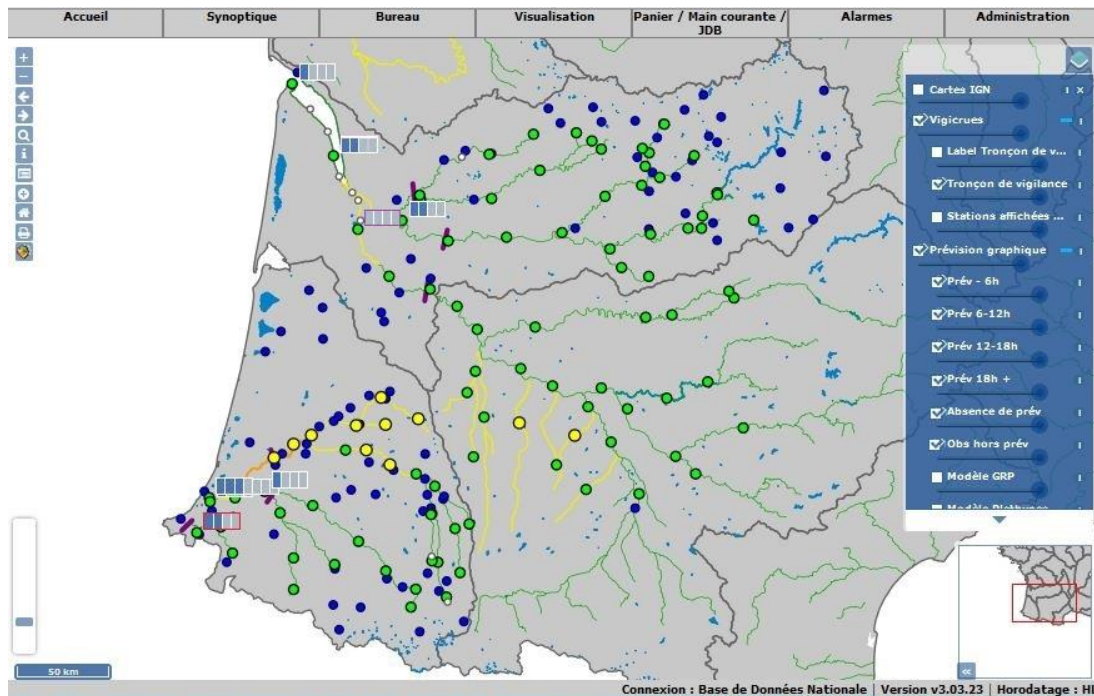 Accueil
Synoptique
Bureau
Visualisation
Panier / Main courante /
JDB
Alarmes
Administration
Cartes IGN
Vigicrues
Label Tronçon de v...
Tronçon de vigilance
Stations affichées ...
Prévision graphique
Prév - 6h
Prév 6-12h
Prév 12-18h
Prév 18h +
Absence de prév
Obs hors prév
Modèle GRP
50 km
Connexion : Base de Données Nationale | Version v3.03.23 | Horodatage :